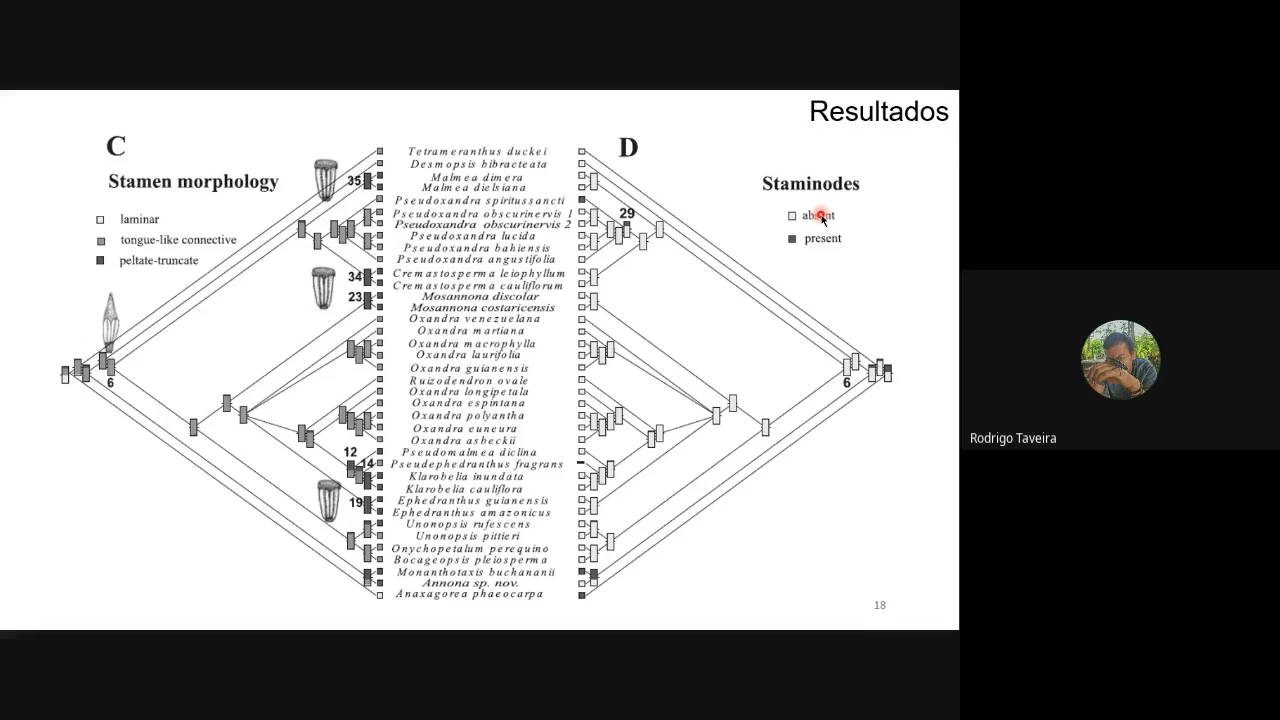 Resultados
C
Stamen morphology
laminar
tongue-like connective
peltate-truncate
D
Staminodes
absent
present
Tetrameranthus duckei
Desmopsis bibracteata
Malmea dimera
Malmea dielsiana
Pseudoxandra spiritussancti
Pseudoxandra obscurinervis 1
Pseudoxandra obscurinervis 2
Pseudoxandra lucida
Pseudoxandra bahiensis
Pseudoxandra angustifolia
Cremastosperma leiophyllum
Cremastosperma cauliflorum
Mosannona discolar
Mosannona costaricensis
Oxandra venezuelana
Oxandra martiana
Oxandra macrophylla
Oxandra laurifolia
Oxandra guianensis
Ruizodendron ovale
Oxandra longipetala
Oxandra espintana
Oxandra polyantha
Oxandra euneura
Oxandra asbeckii
Pseudomalmea diclina
Pseudephedranthus fragrans
Klarobelia inundata
Klarobelia cauliflora
Ephedranthus guianensis
Ephedranthus amazonicus
Unonopsis rufescens
Unonopsis pittieri
Onychopetalum perequino
Bocageopsis pleiosperma
Monanthotaxis buchananii
Annona sp. nov.
Anaxagorea phaeocarpa
35
34
23
6
12
14
19
29
6
18
Rodrigo Taveira